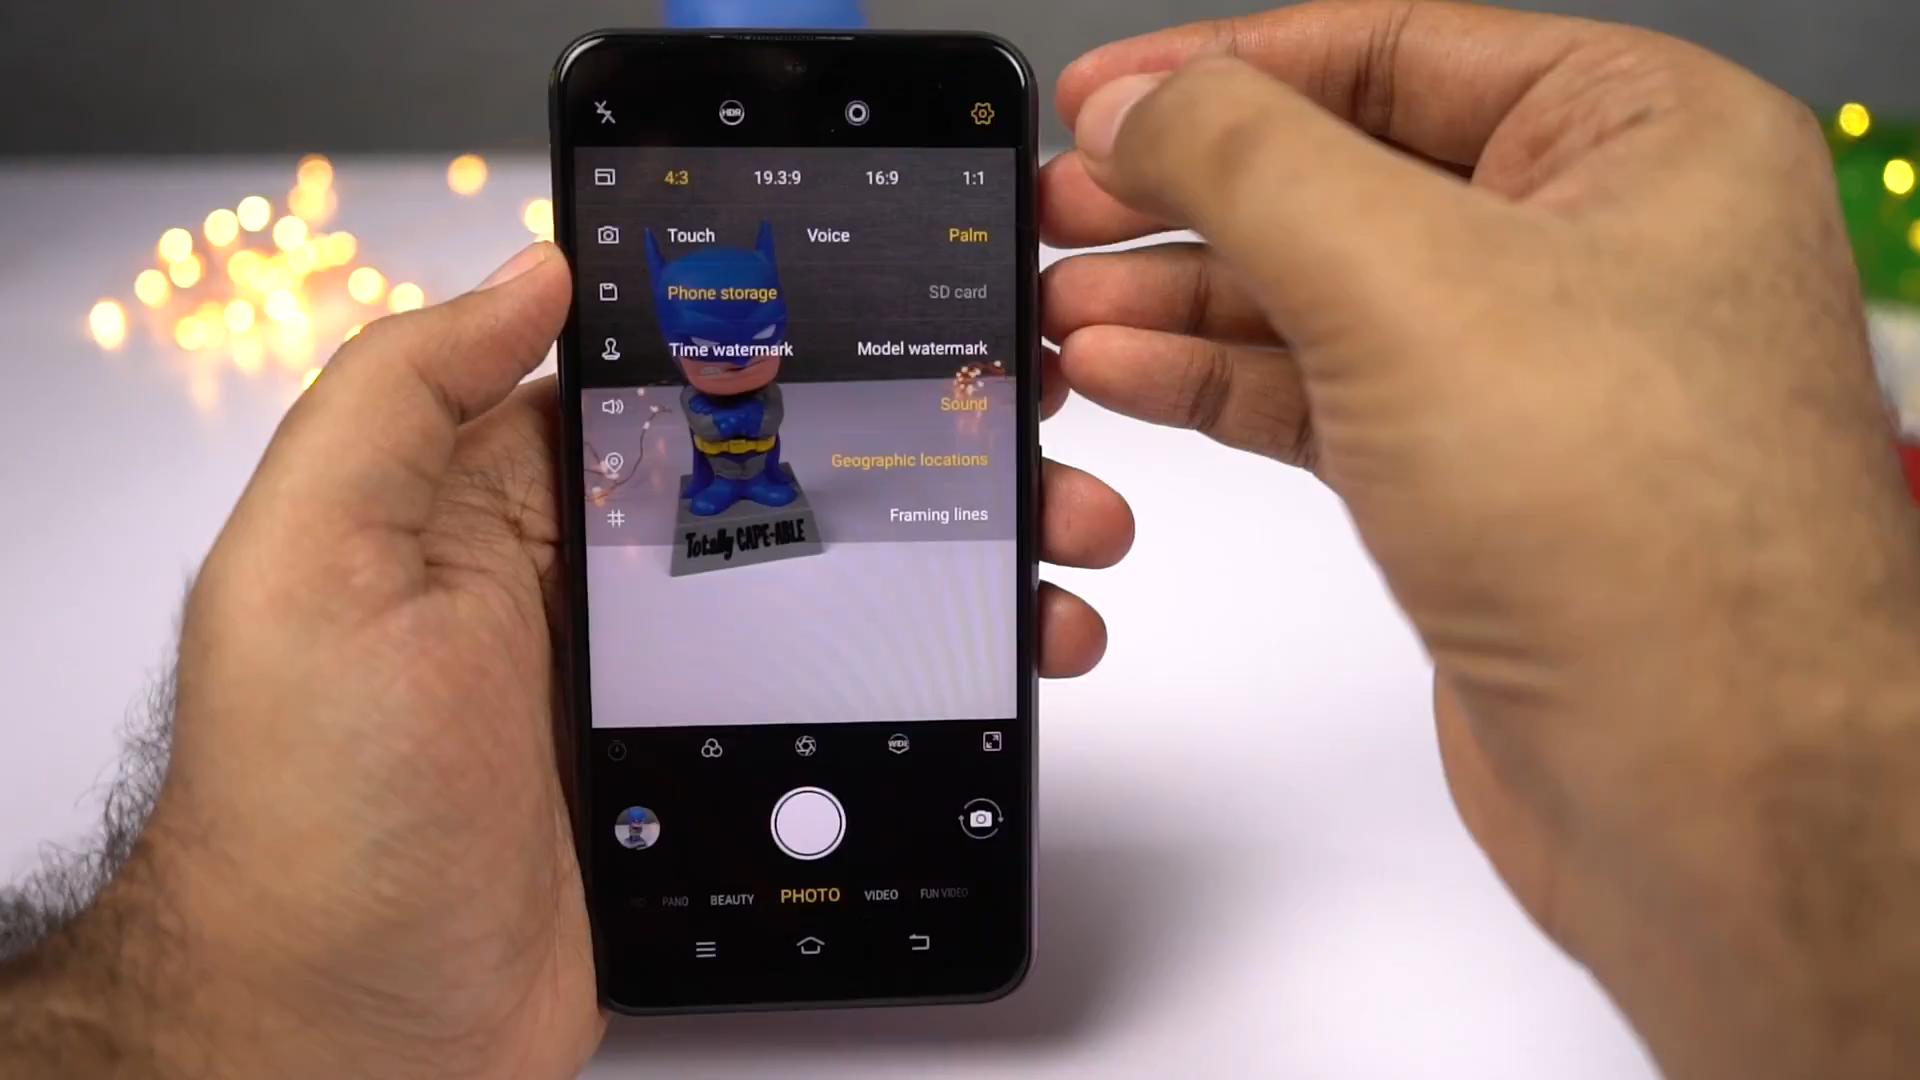 HDR
4:3 19.3:9 16:9 1:1
Touch Voice Palm
Phone storage SD card
Time watermark Model watermark
Sound
Geographic locations
Framing lines
Totally CAPE-ABLE
WIDE
PANO BEAUTY PHOTO VIDEO FUN VIDEO